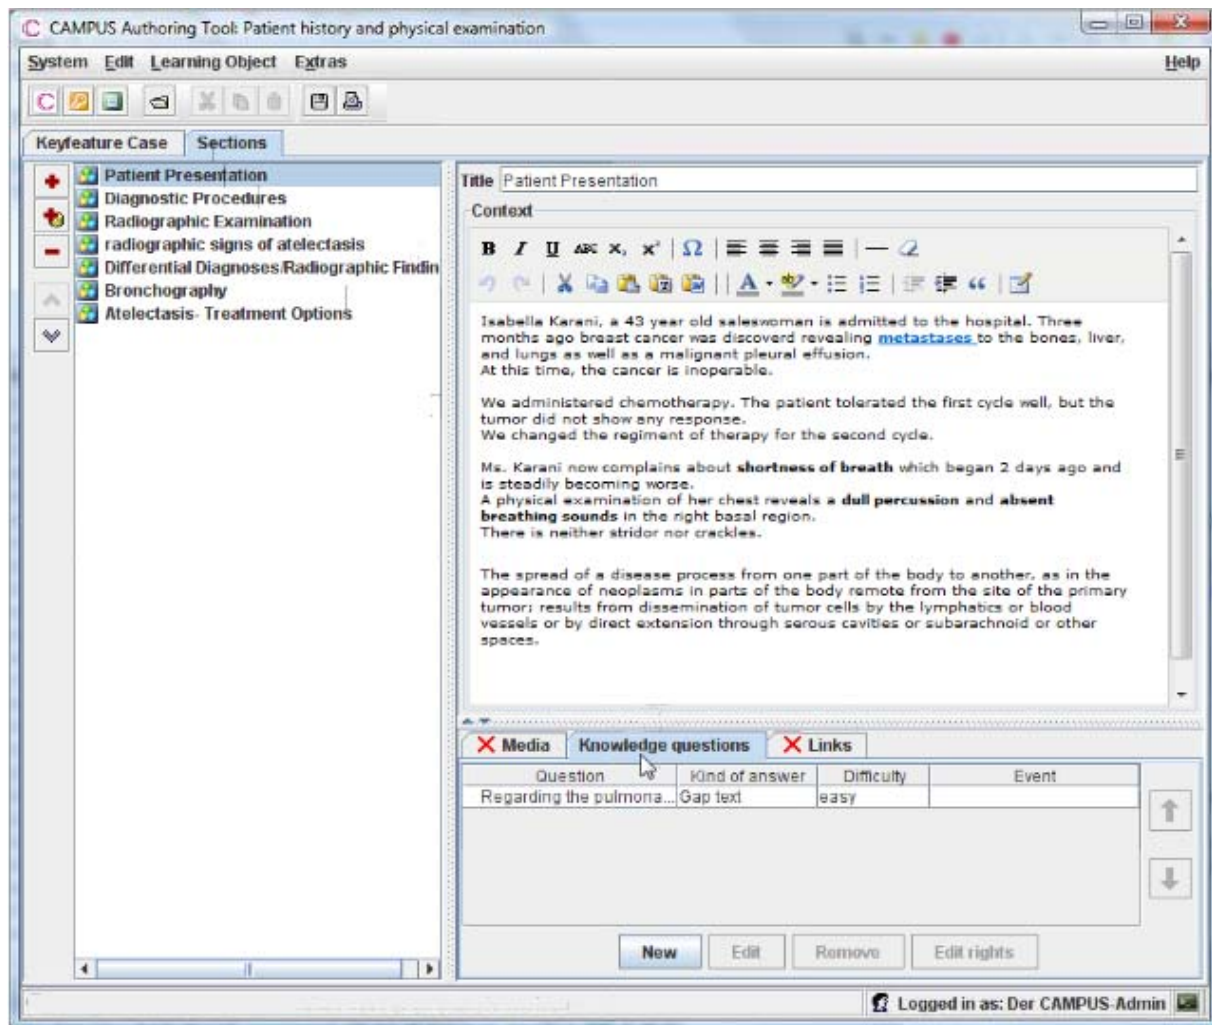 CAMPUS Authoring Tool: Patient history and physical examination
System Edit Learning Object Extras Help
Keyfeature Case Sections
Patient Presentation
Diagnostic Procedures
Radiographic Examination
radiographic signs of atelectasis
Differential Diagnoses/Radiographic Findin
Bronchography
Atelectasis- Treatment Options
Title Patient Presentation
Context
B I U ABC x, x² Ω
A ab
Isabella Karani, a 43 year old saleswoman is admitted to the hospital. Three
months ago breast cancer was discoverd revealing metastases to the bones, liver,
and lungs as well as a malignant pleural effusion.
At this time, the cancer is inoperable.
We administered chemotherapy. The patient tolerated the first cycle well, but the
tumor did not show any response.
We changed the regiment of therapy for the second cycle.
Ms. Karani now complains about shortness of breath which began 2 days ago and
is steadily becoming worse.
A physical examination of her chest reveals a dull percussion and absent
breathing sounds in the right basal region.
There is neither stridor nor crackles.
The spread of a disease process from one part of the body to another, as in the
appearance of neoplasms in parts of the body remote from the site of the primary
tumor; results from dissemination of tumor cells by the lymphatics or blood
vessels or by direct extension through serous cavities or subarachnoid or other
spaces.
Media Knowledge questions Links
Question Kind of answer Difficulty Event
Regarding the pulmona... Gap text easy
New Edit Remove Edit rights
Logged in as: Der CAMPUS-Admin